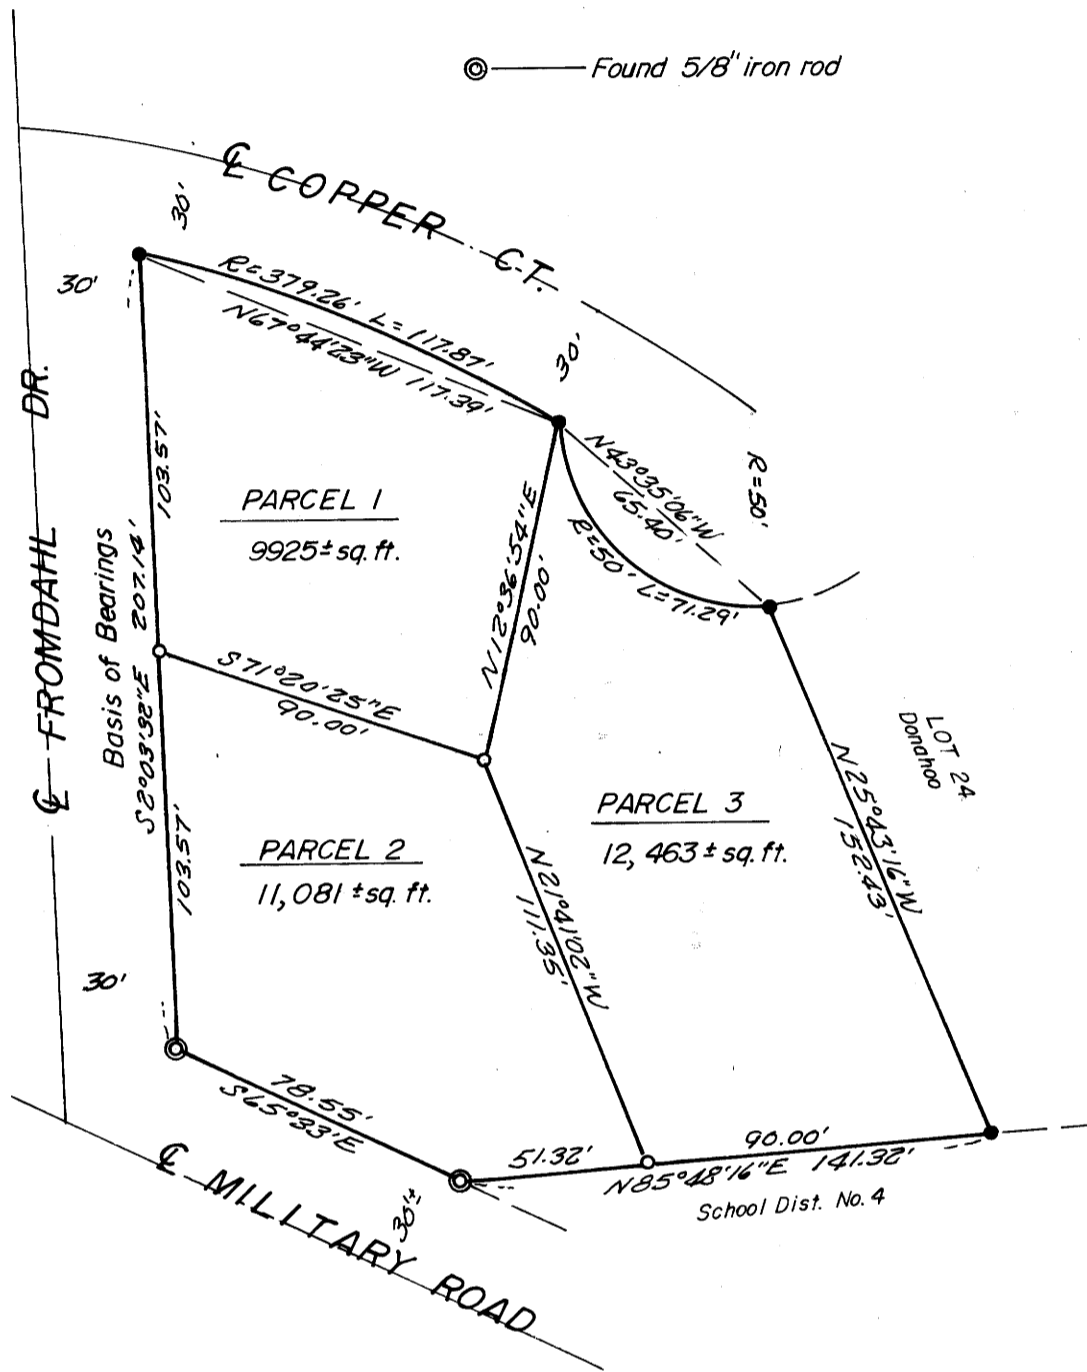 Found 5/8" iron rod
℄ COPPER CT.
30'
30'
R=379.26' L=117.87'
N67°44'23"W 117.39'
30'
℄ FROMDAHL DR.
103.57'
Basis of Bearings
S2°03'32"E 207.14'
103.57'
PARCEL 1
9925± sq. ft.
N12°36'54"E
90.00'
N43°35'06"W
65.40'
R=50' L=71.29'
R=50'
S71°20'25"E
90.00'
LOT 24
Donahoo
PARCEL 3
12,463 ± sq. ft.
N25°43'16"W
152.43'
PARCEL 2
11,081 ± sq. ft.
N21°41'02"W
111.35'
30'
78.55'
S65°33'E
51.32'
90.00'
N85°48'16"E 141.32'
School Dist. No. 4
30'±
℄ MILITARY ROAD